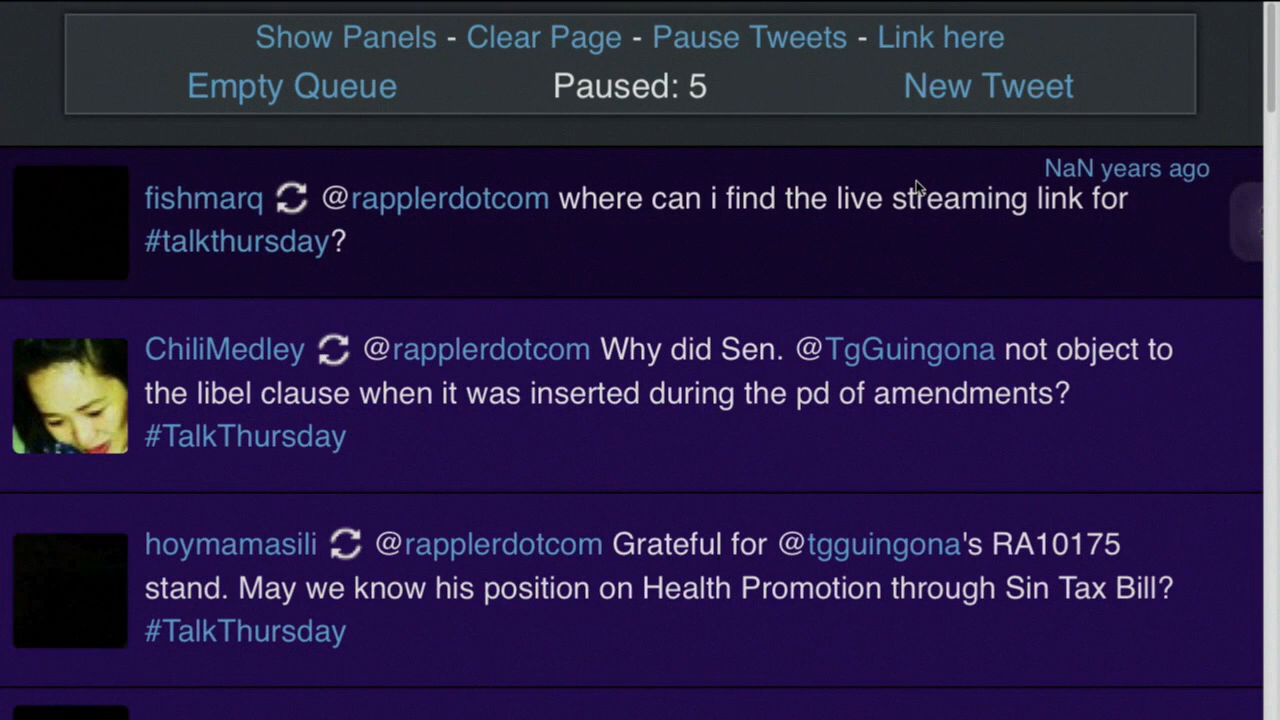 Show Panels - Clear Page - Pause Tweets - Link here
Empty Queue Paused: 5 New Tweet
NaN years ago
fishmarq @rapplerdotcom where can i find the live streaming link for
#talkthursday?
ChiliMedley @rapplerdotcom Why did Sen. @TgGuingona not object to
the libel clause when it was inserted during the pd of amendments?
#TalkThursday
hoymamasili @rapplerdotcom Grateful for @tgguingona's RA10175
stand. May we know his position on Health Promotion through Sin Tax Bill?
#TalkThursday